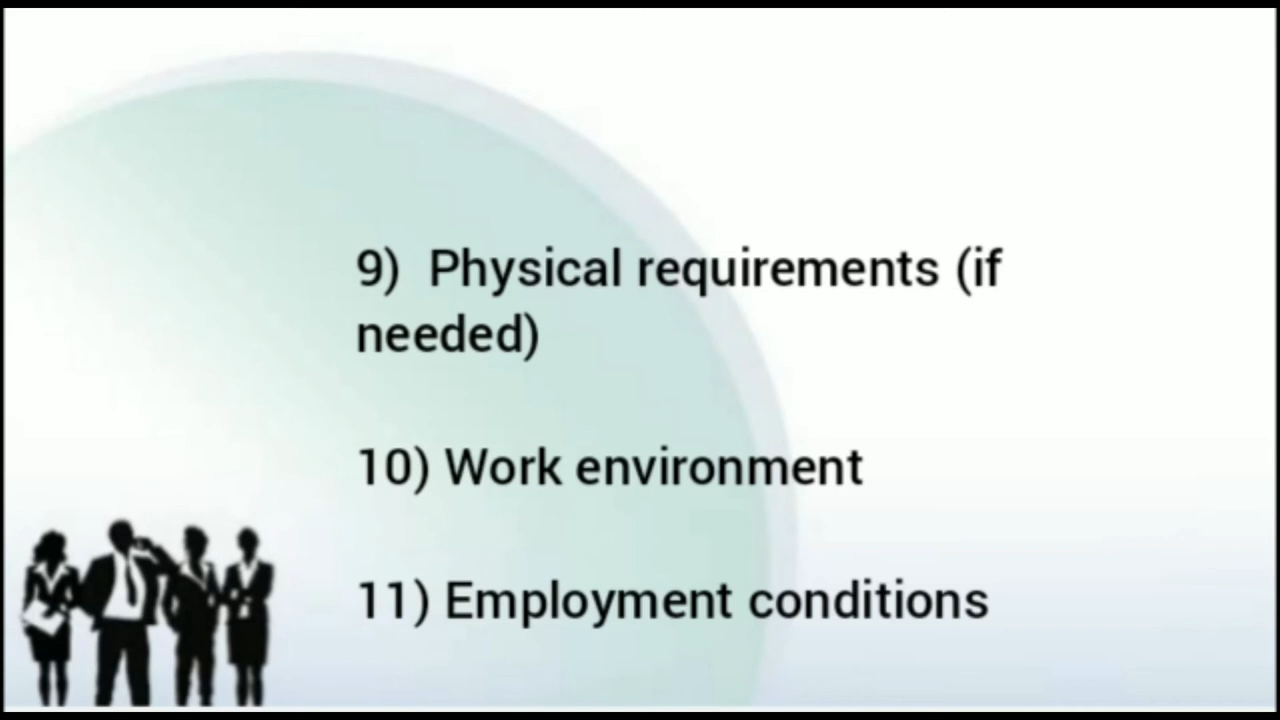 9)  Physical requirements (if
needed)
10) Work environment
11) Employment conditions